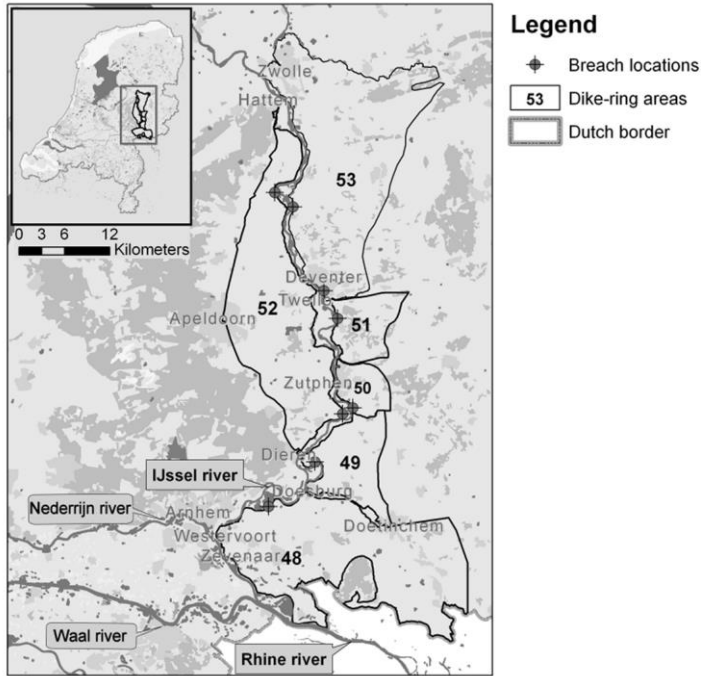 Legend
Breach locations
53 Dike-ring areas
Dutch border
0 3 6 12
Kilometers
Zwolle
Hattem
53
Deventer
Twello
52
51
Apeldoorn
Zutphen
50
Dieren
49
IJssel river
Doesburg
Nederrijn river
Arnhem
Doetinchem
Westervoort
Zevenaar
48
Waal river
Rhine river